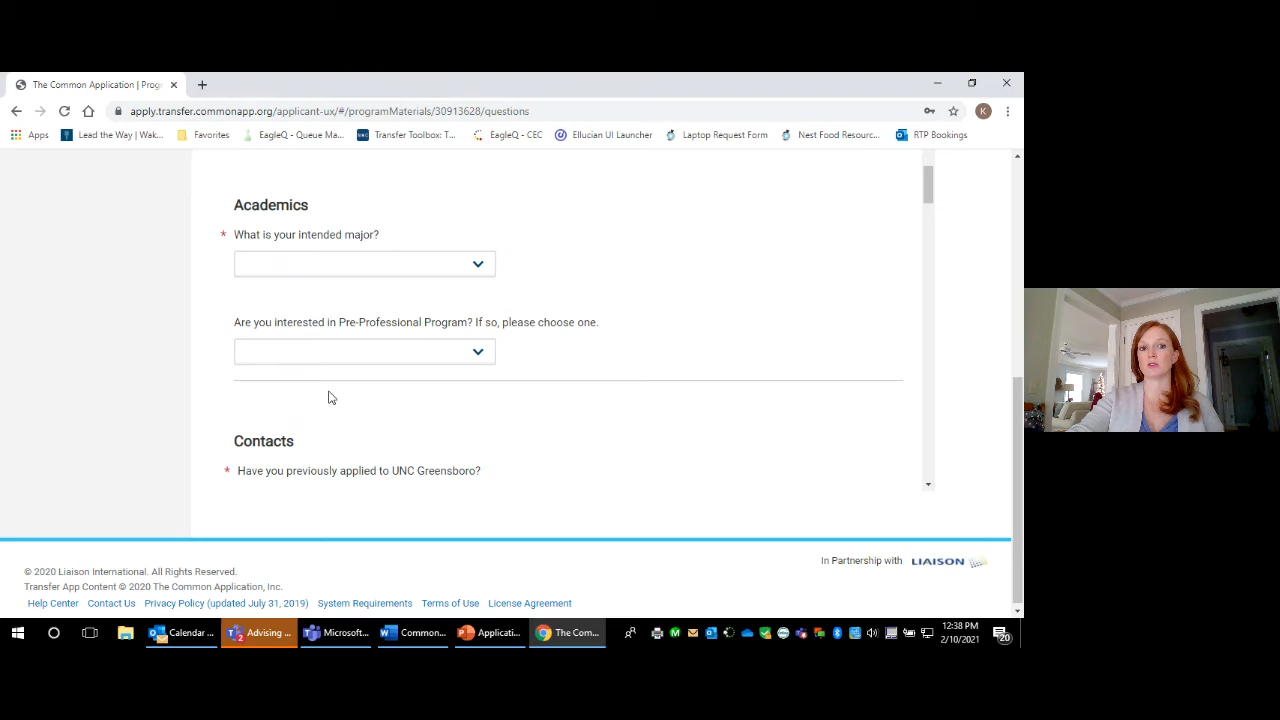 The Common Application | Prog
apply.transfer.commonapp.org/applicant-ux/#/programMaterials/30913628/questions
K
Apps
Lead the Way | Wak...
Favorites
EagleQ - Queue Ma...
Transfer Toolbox: T...
EagleQ - CEC
Ellucian UI Launcher
Laptop Request Form
Nest Food Resourc...
RTP Bookings
Academics
* What is your intended major?
Are you interested in Pre-Professional Program? If so, please choose one.
Contacts
* Have you previously applied to UNC Greensboro?
In Partnership with LIAISON
© 2020 Liaison International. All Rights Reserved.
Transfer App Content © 2020 The Common Application, Inc.
Help Center Contact Us Privacy Policy (updated July 31, 2019) System Requirements Terms of Use License Agreement
Calendar ...
Advising ...
Microsoft...
Common...
Applicati...
The Com...
12:38 PM
2/10/2021
20